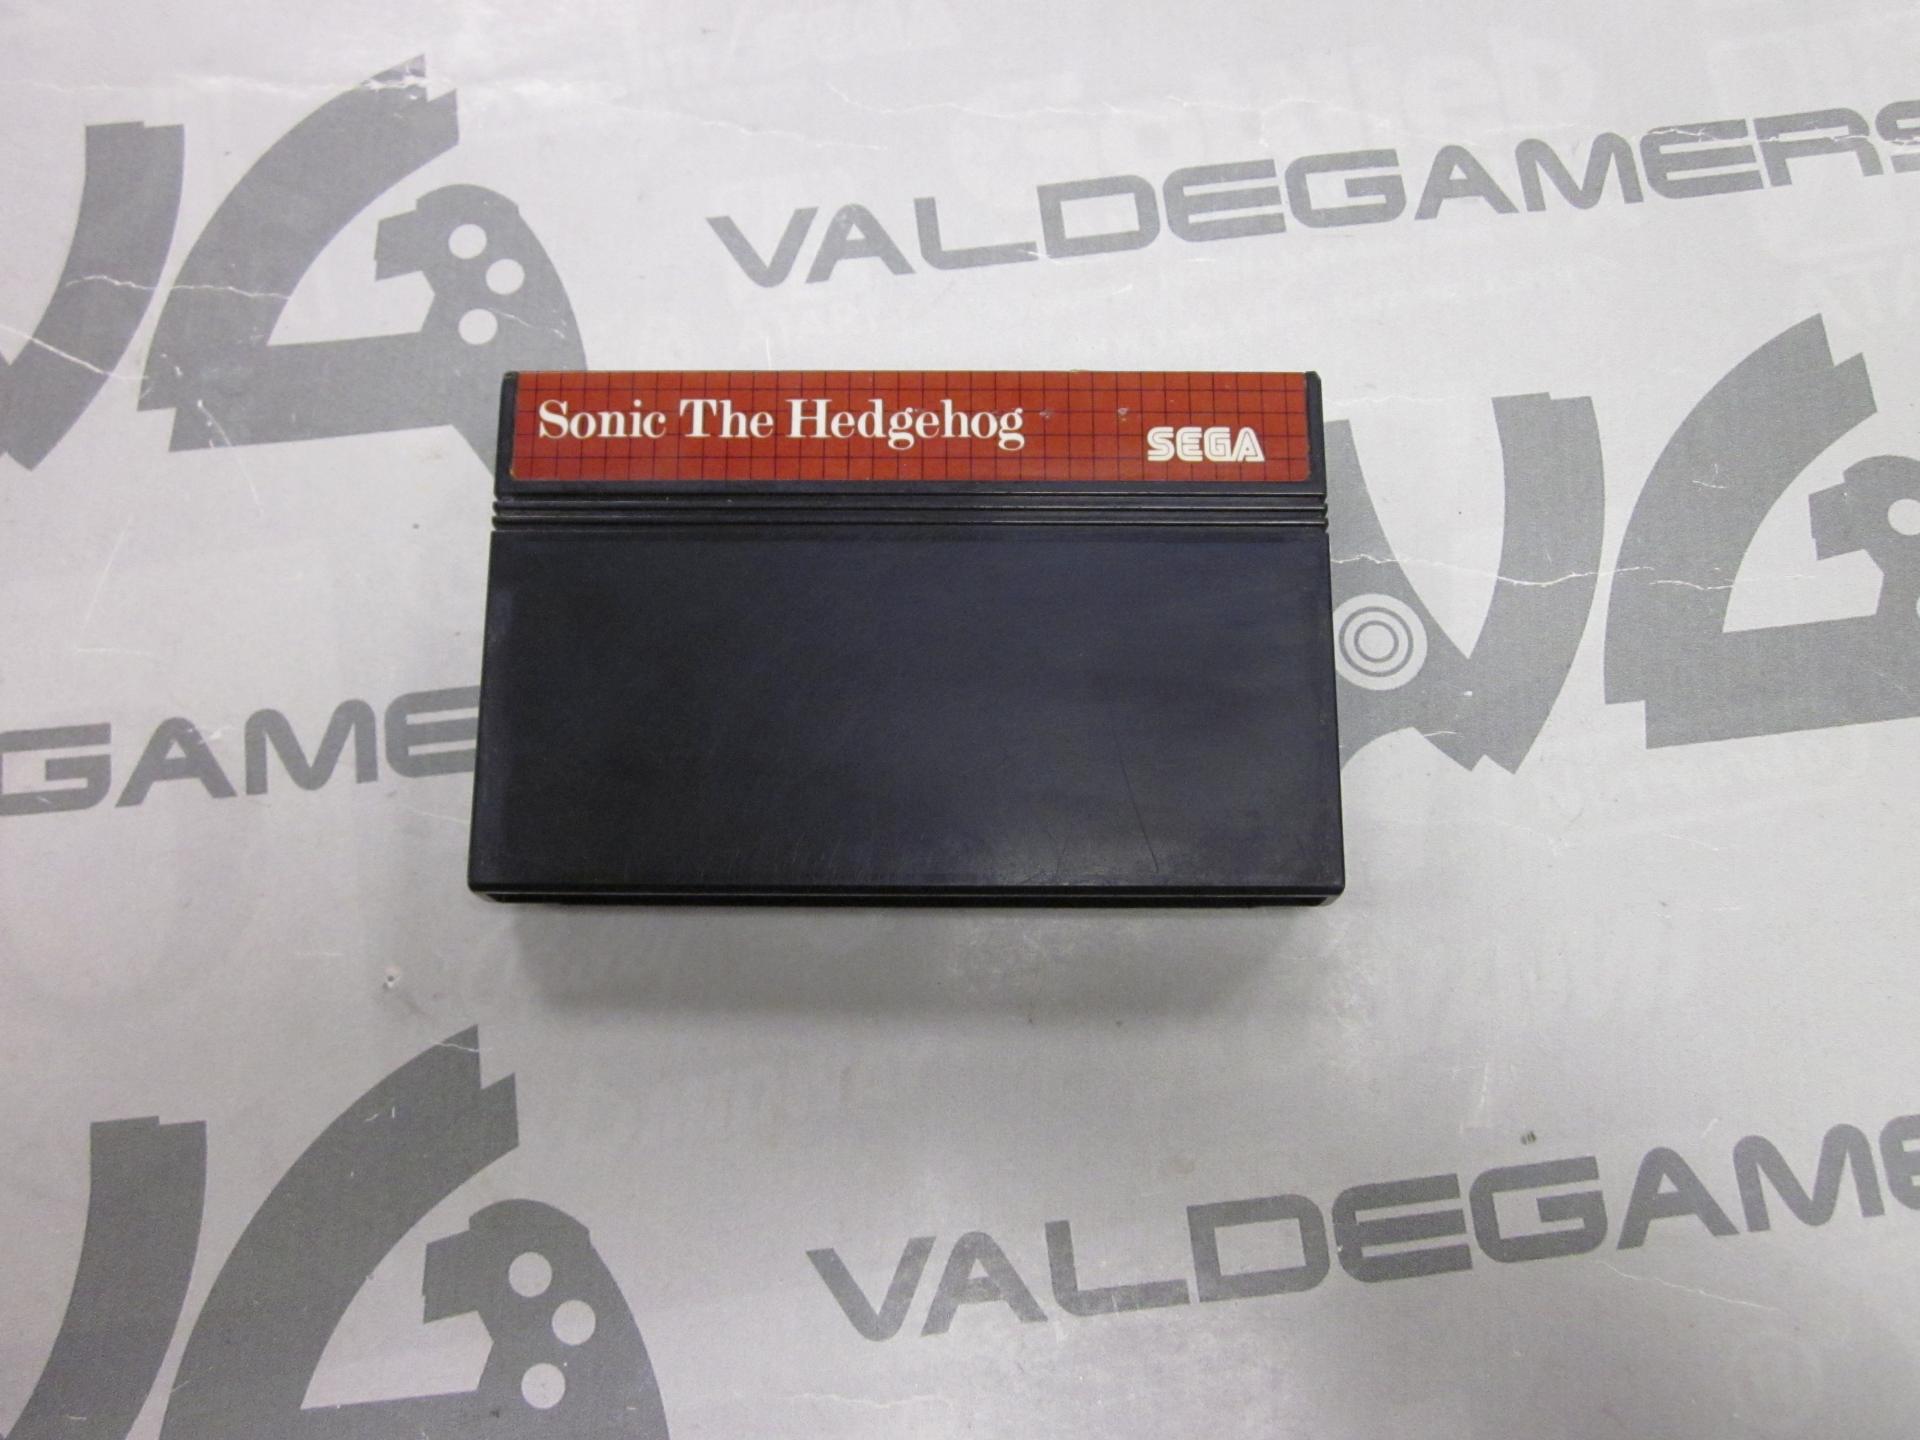 VALDEGAMERS
Sonic The Hedgehog
SEGA
GAME
VALDEGAME